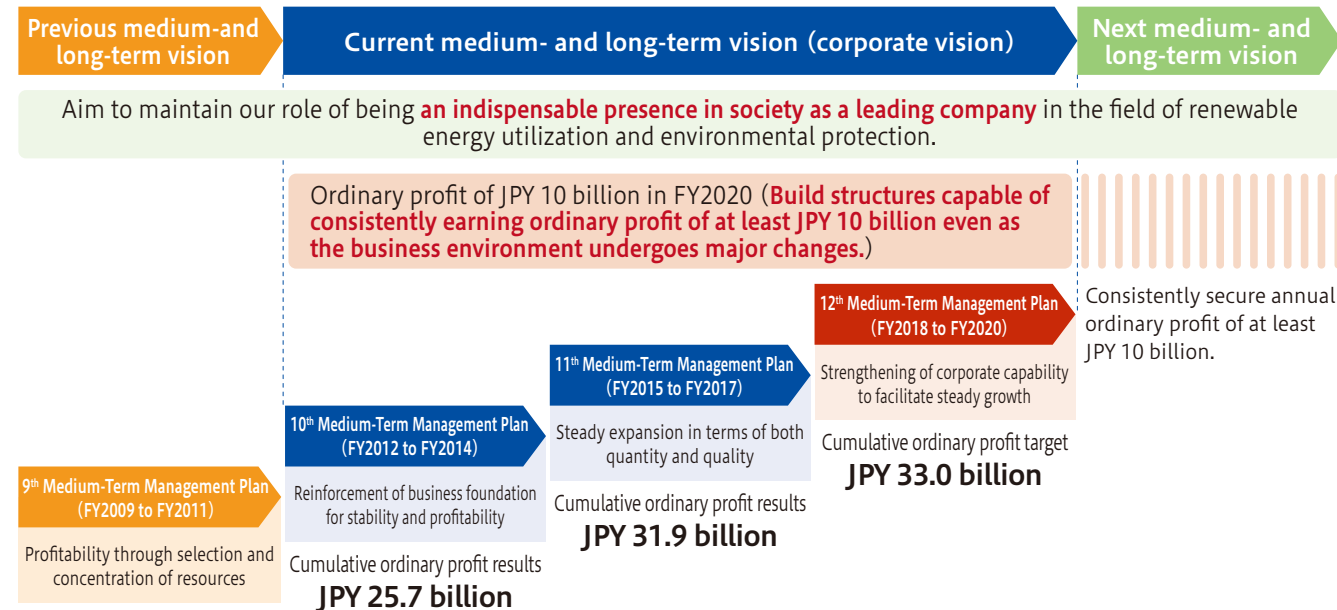 Previous medium-and
long-term vision
Current medium- and long-term vision (corporate vision)
Next medium- and
long-term vision
Aim to maintain our role of being an indispensable presence in society as a leading company in the field of renewable
energy utilization and environmental protection.
Ordinary profit of JPY 10 billion in FY2020 (Build structures capable of
consistently earning ordinary profit of at least JPY 10 billion even as
the business environment undergoes major changes.)
9th Medium-Term Management Plan
(FY2009 to FY2011)
Profitability through selection and
concentration of resources
10th Medium-Term Management Plan
(FY2012 to FY2014)
Reinforcement of business foundation
for stability and profitability
Cumulative ordinary profit results
JPY 25.7 billion
11th Medium-Term Management Plan
(FY2015 to FY2017)
Steady expansion in terms of both
quantity and quality
Cumulative ordinary profit results
JPY 31.9 billion
12th Medium-Term Management Plan
(FY2018 to FY2020)
Strengthening of corporate capability
to facilitate steady growth
Cumulative ordinary profit target
JPY 33.0 billion
Consistently secure annual
ordinary profit of at least
JPY 10 billion.